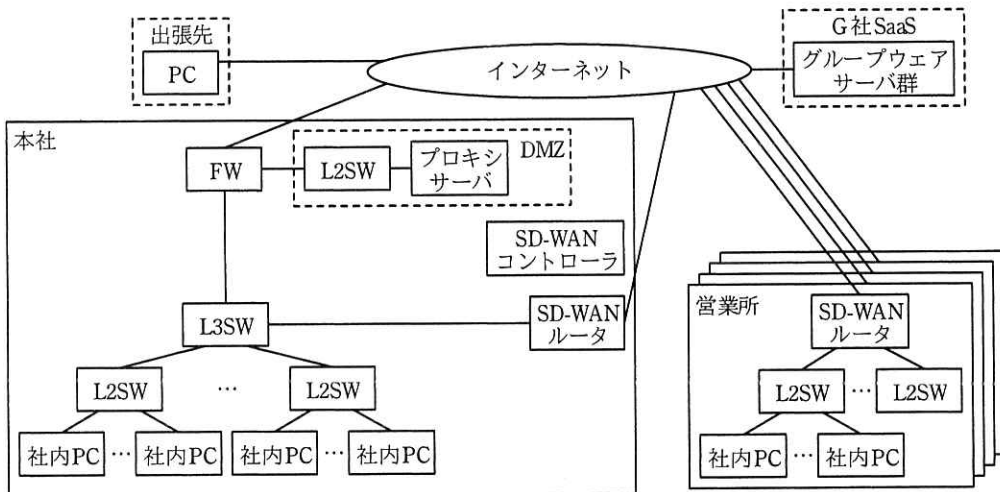 出張先
PC
インターネット
G社SaaS
グループウェア
サーバ群
本社
FW
L2SW
プロキシ
サーバ
DMZ
SD-WAN
コントローラ
L3SW
SD-WAN
ルータ
営業所
SD-WAN
ルータ
L2SW
…
L2SW
L2SW
…
L2SW
社内PC
…
社内PC
社内PC
…
社内PC
社内PC
…
社内PC